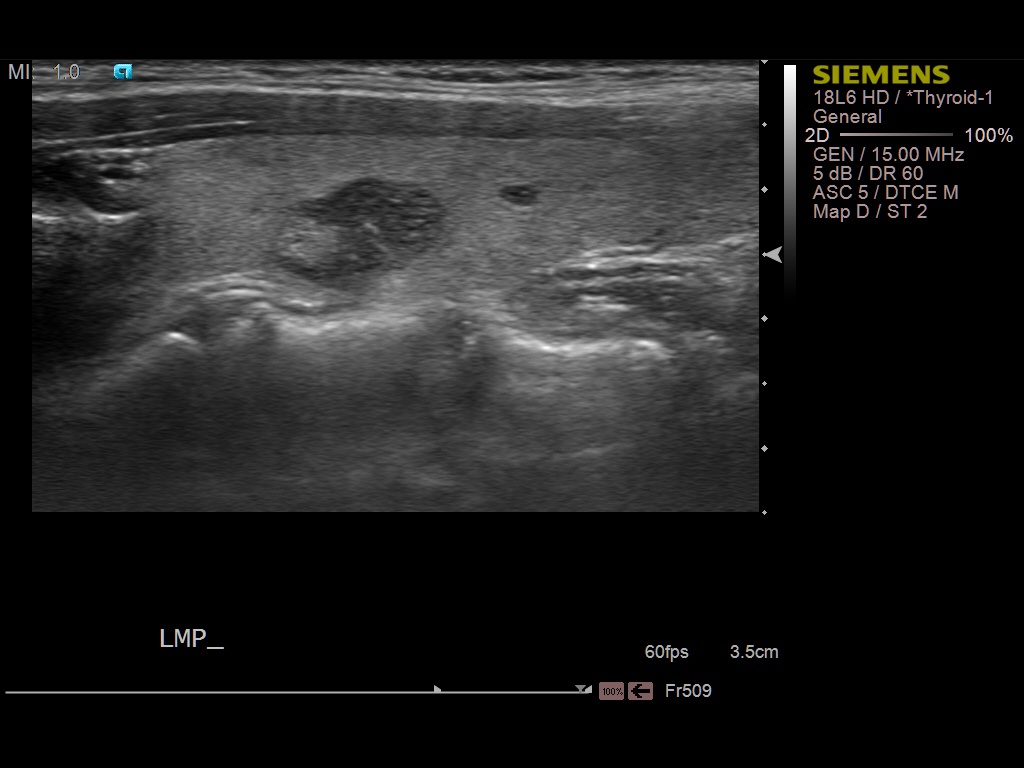 MI: 1.0
SIEMENS
18L6 HD / *Thyroid-1
General
2D 100%
GEN / 15.00 MHz
5 dB / DR 60
ASC 5 / DTCE M
Map D / ST 2
LMP_
60fps 3.5cm
100% Fr509